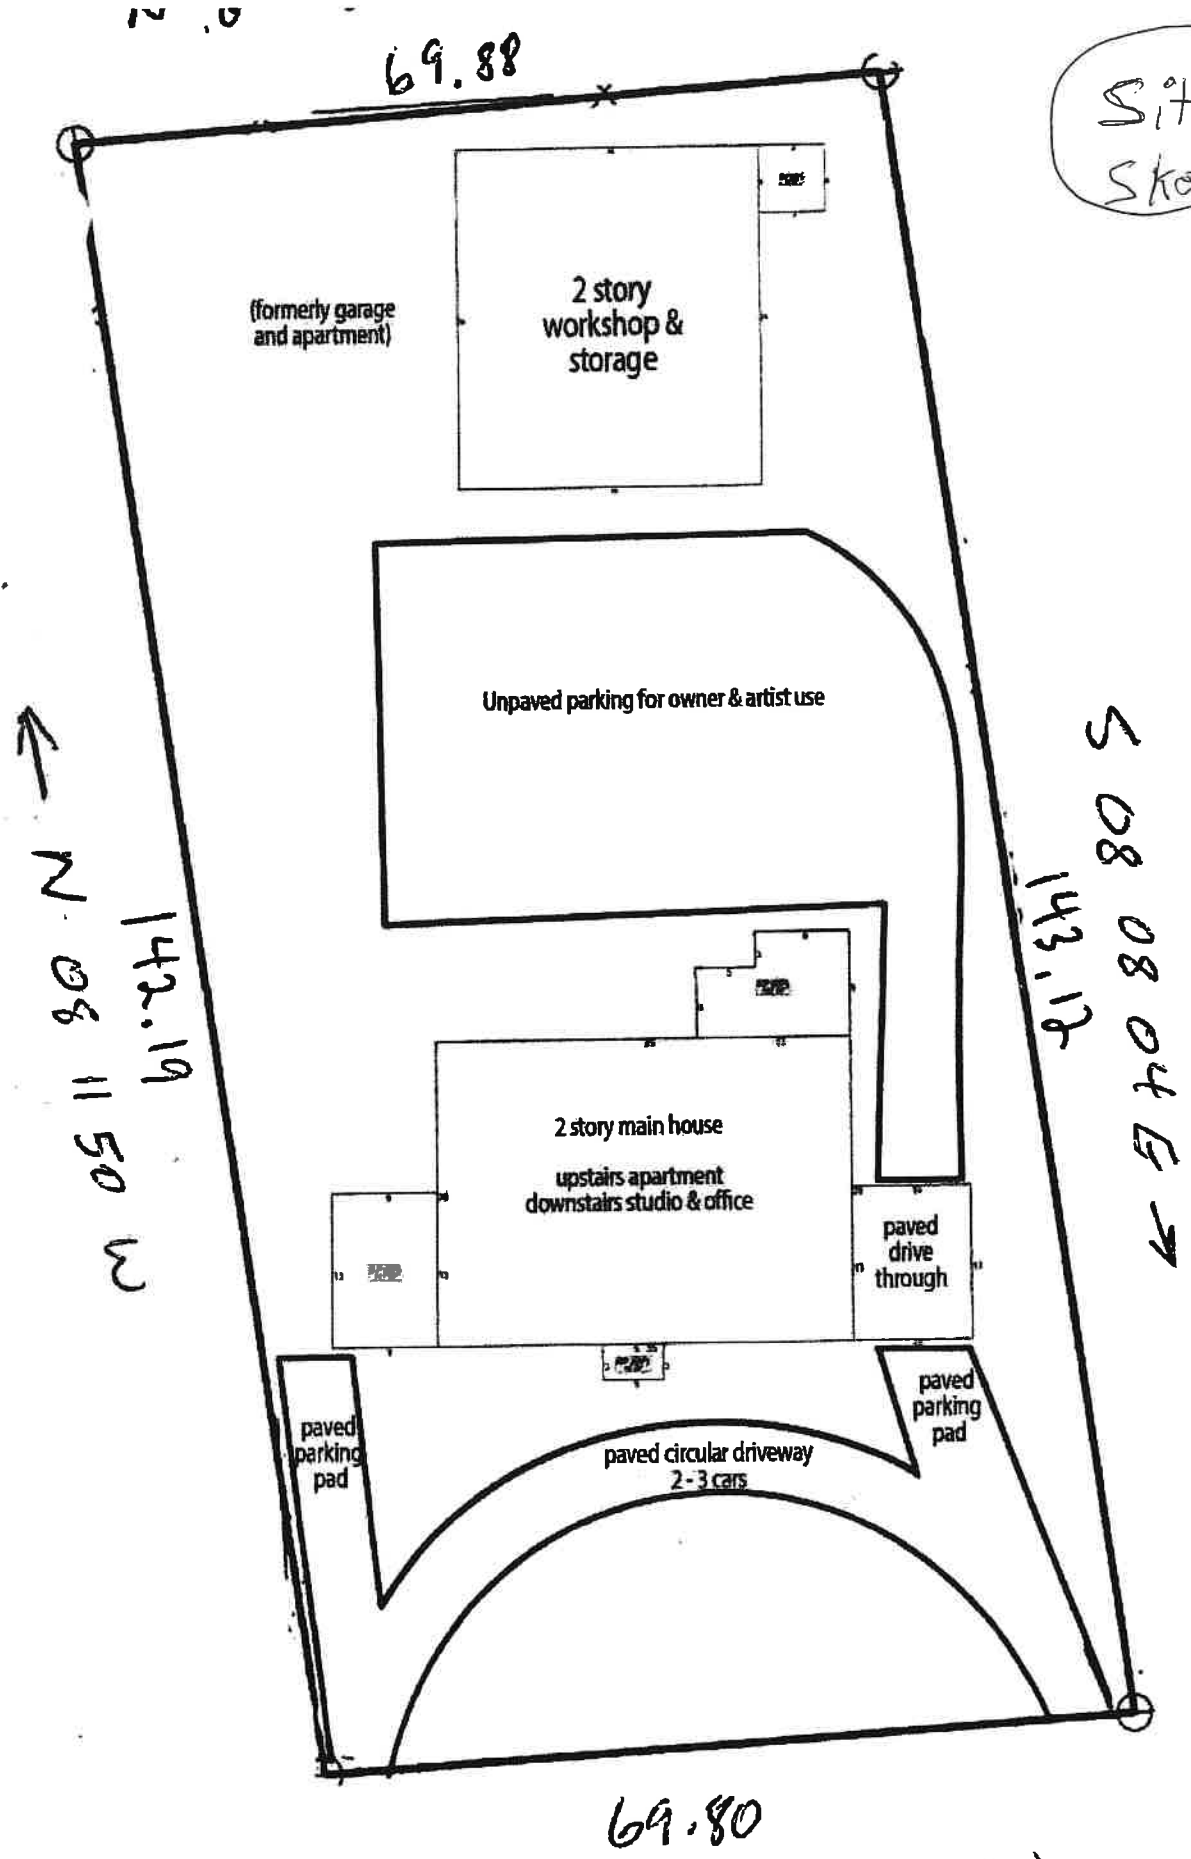 69.88
(formerly garage
and apartment)
2 story
workshop &
storage
Unpaved parking for owner & artist use
← N 08 11 50 W
142.19
S 08 08 04 E →
143.12
2 story main house
upstairs apartment
downstairs studio & office
paved
drive
through
paved
parking
pad
paved circular driveway
2 - 3 cars
paved
parking
pad
69.80